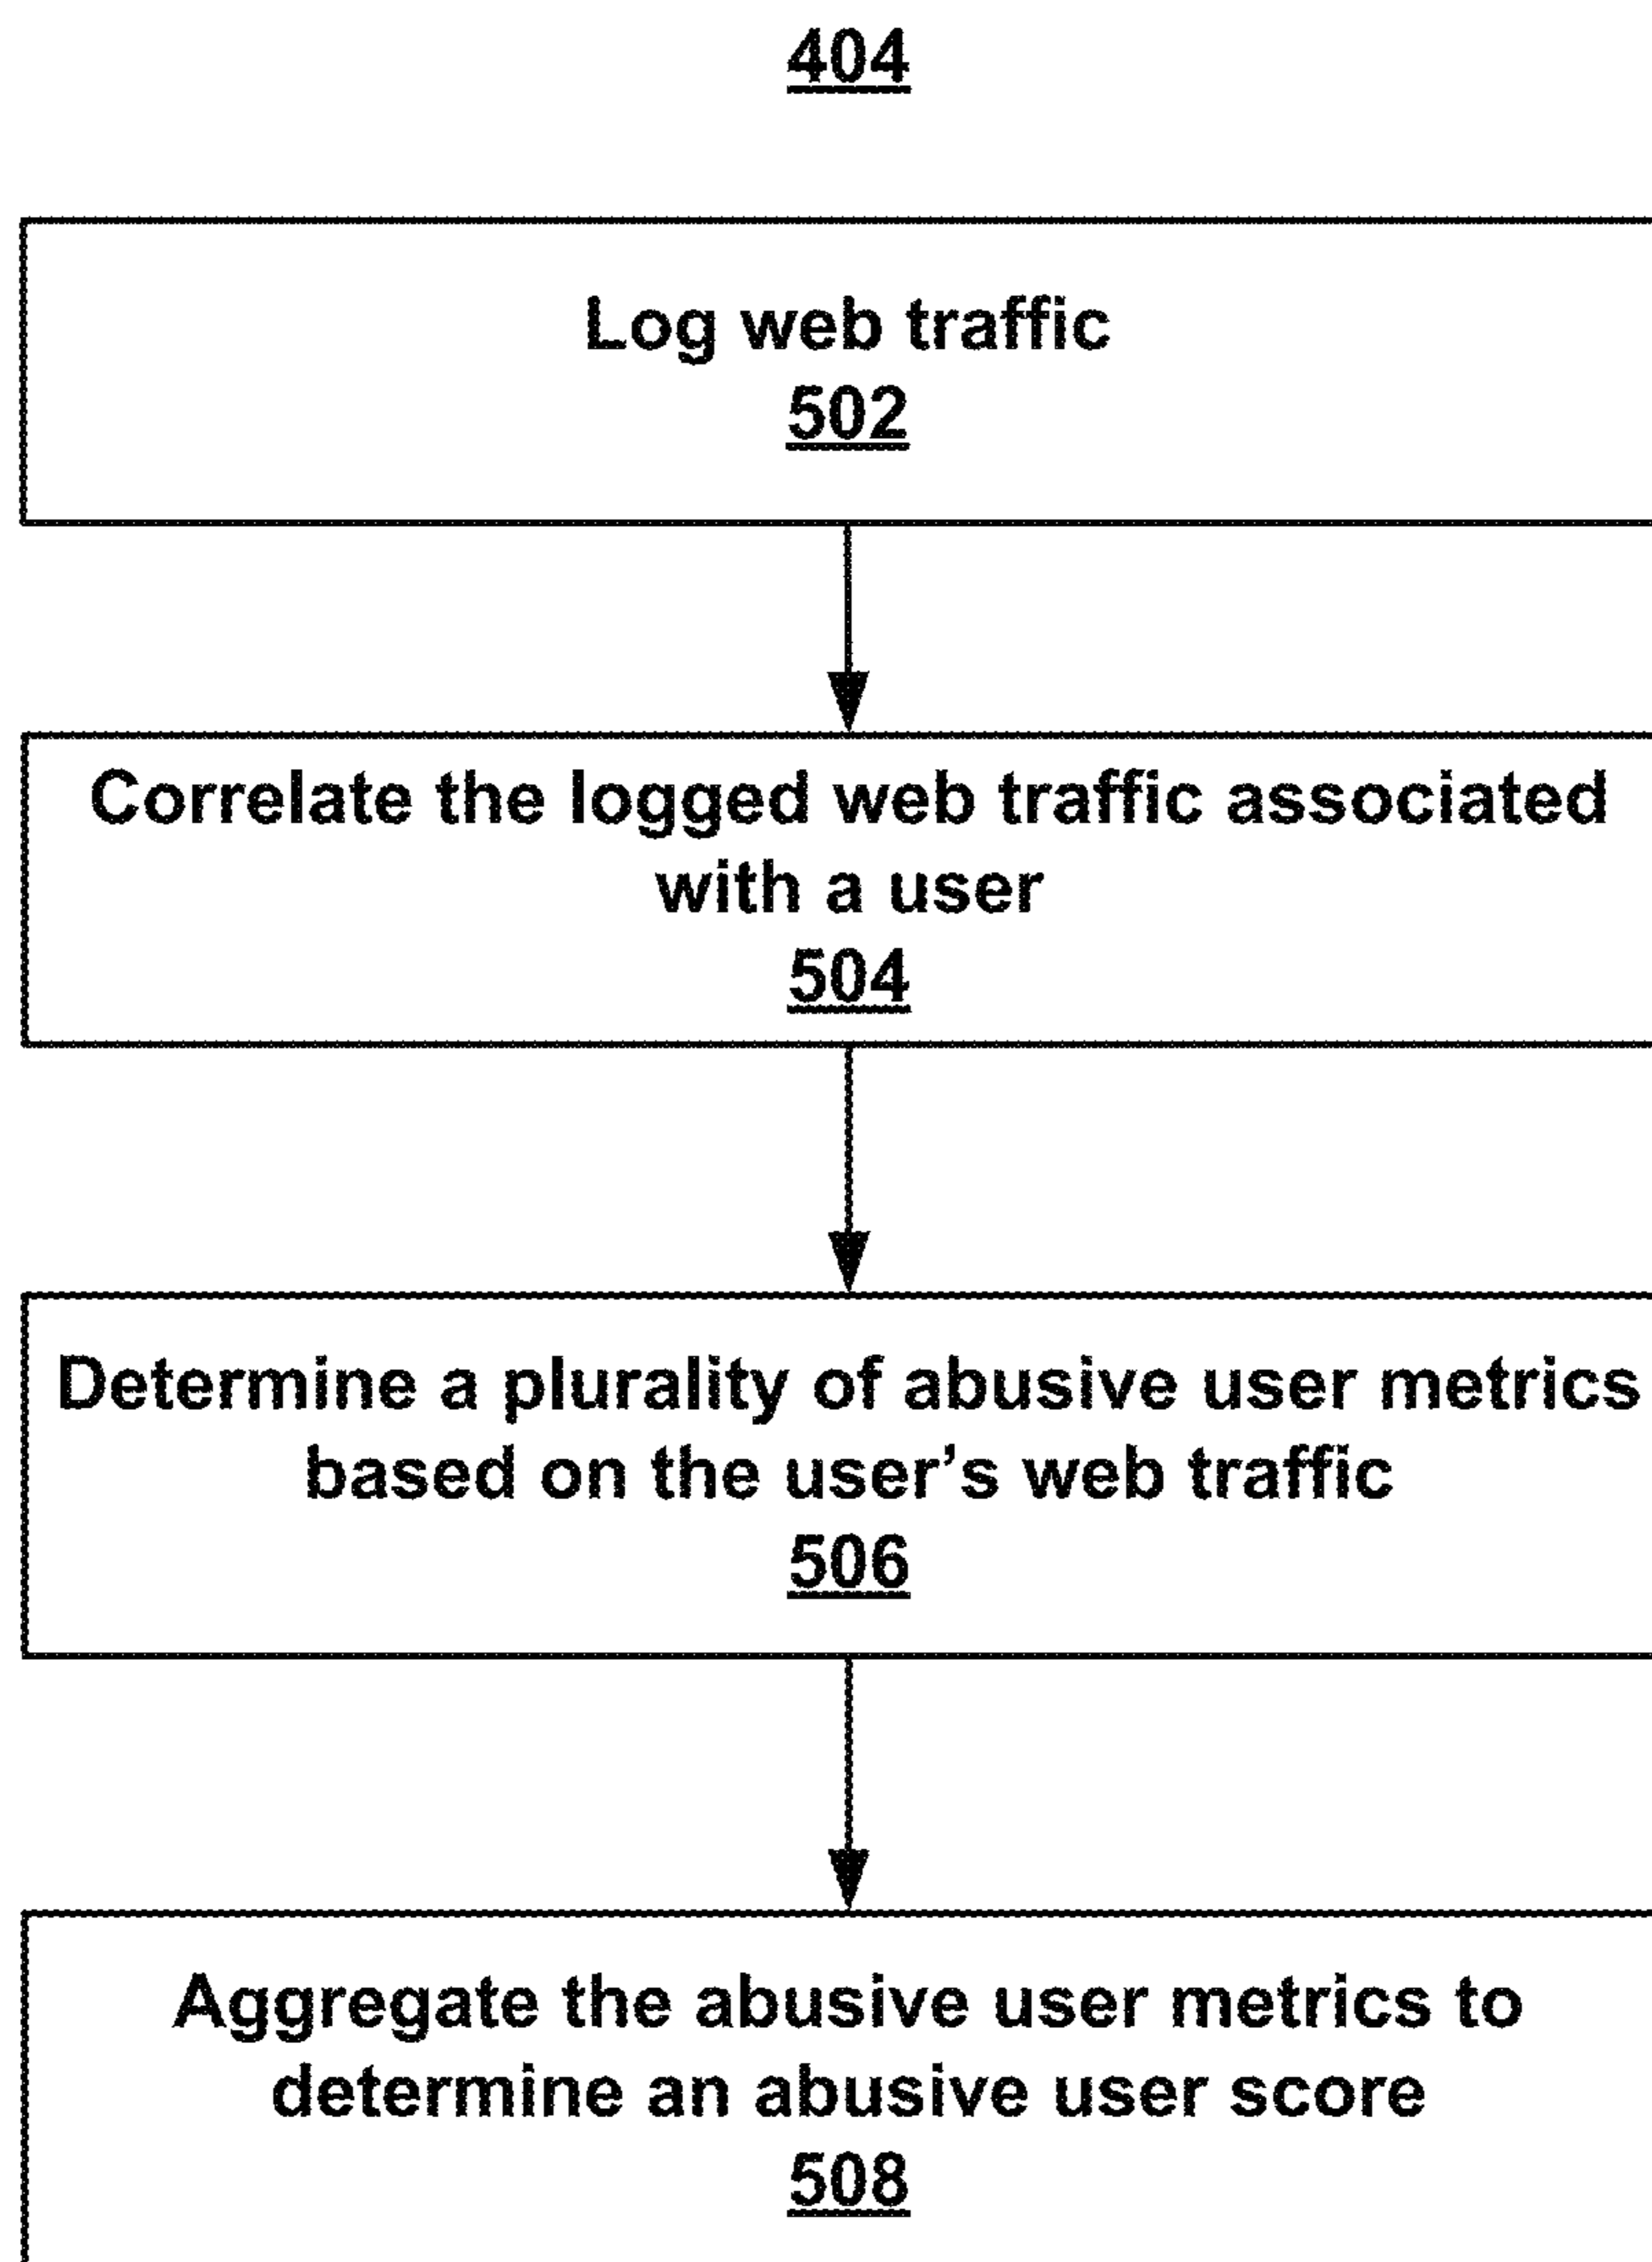 404
Log web traffic
502
Correlate the logged web traffic associated
with a user
504
Determine a plurality of abusive user metrics
based on the user’s web traffic
506
Aggregate the abusive user metrics to
determine an abusive user score
508